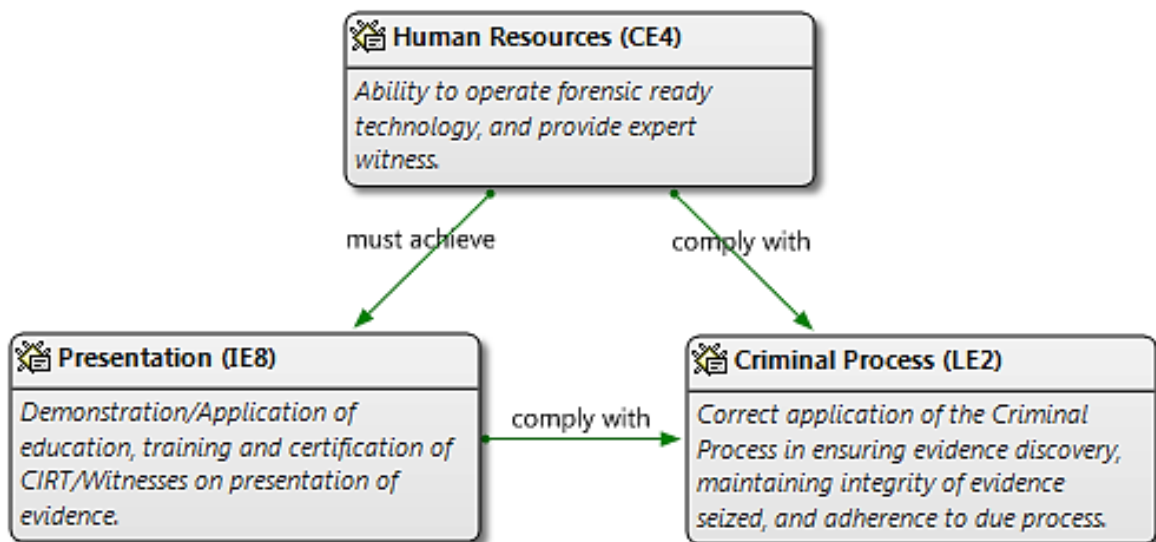 Human Resources (CE4)
Ability to operate forensic ready
technology, and provide expert
witness.
must achieve
comply with
Presentation (IE8)
Demonstration/Application of
education, training and certification of
CIRT/Witnesses on presentation of
evidence.
comply with
Criminal Process (LE2)
Correct application of the Criminal
Process in ensuring evidence discovery,
maintaining integrity of evidence
seized, and adherence to due process.